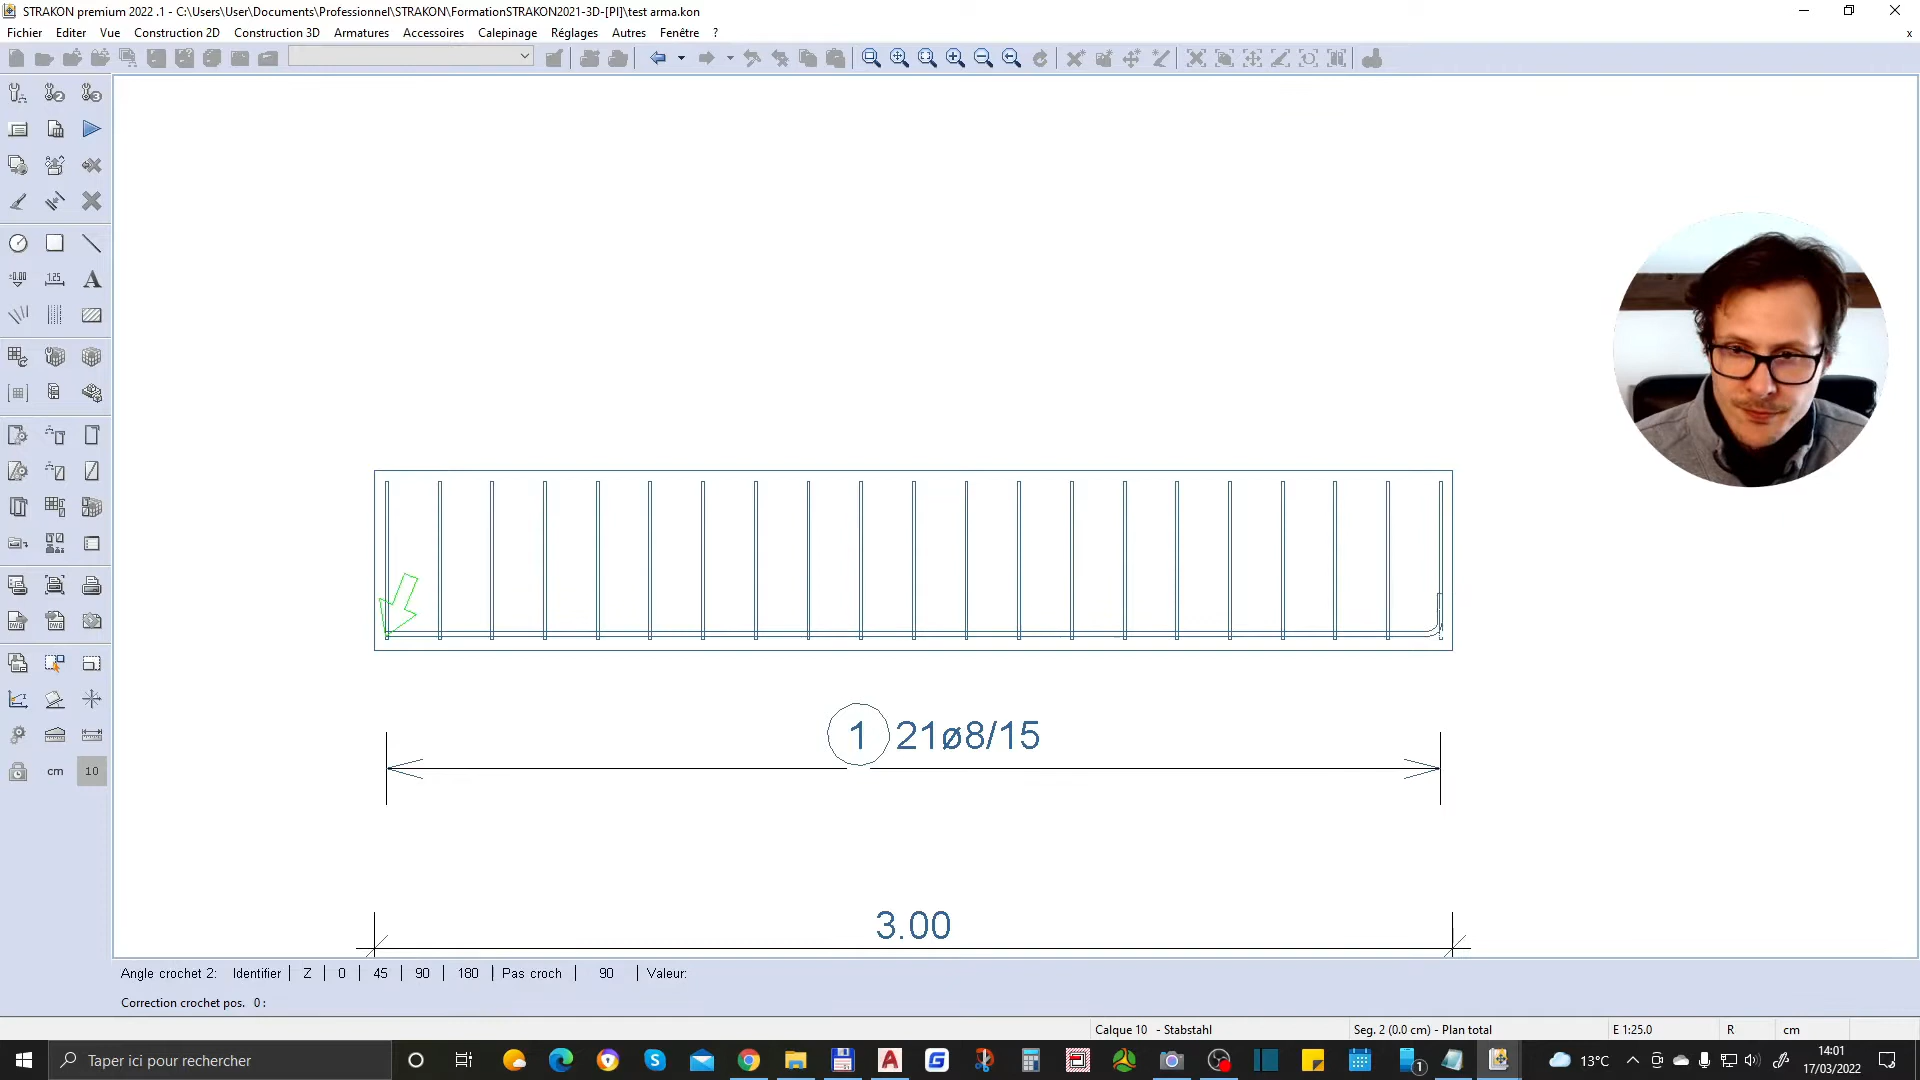 STRAKON premium 2022 .1 - C:\Users\User\Documents\Professionnel\STRAKON\FormationSTRAKON2021-3D-[PI]\test arma.kon
Fichier Editer Vue Construction 2D Construction 3D Armatures Accessoires Calepinage Réglages Autres Fenêtre ?
1 21ø8/15
3.00
cm 10
Angle crochet 2: Identifier Z 0 45 90 180 Pas croch 90 Valeur:
Correction crochet pos. 0 :
Calque 10 - Stabstahl Seg. 2 (0.0 cm) - Plan total E 1:25.0 R cm
Taper ici pour rechercher
13°C
14:01
17/03/2022